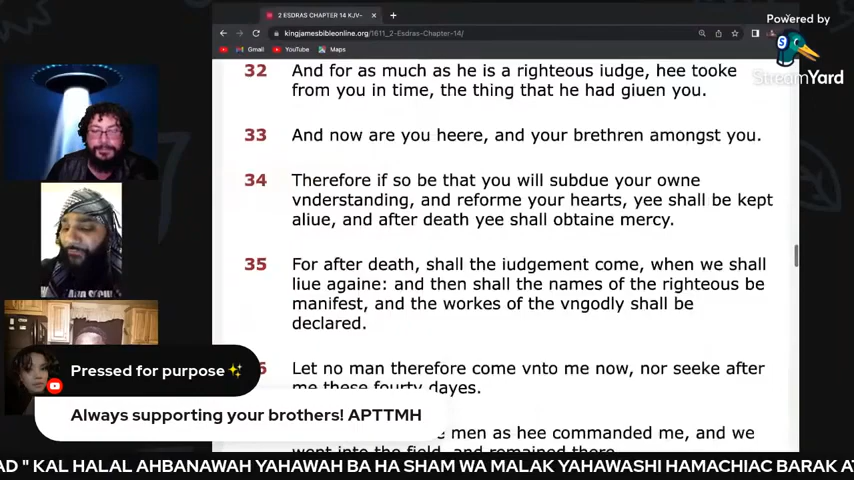 2 ESDRAS CHAPTER 14 KJV-
kingjamesbibleonline.org/1611_2-Esdras-Chapter-14/
Gmail YouTube Maps
Powered by
StreamYard
32 And for as much as he is a righteous iudge, hee tooke
from you in time, the thing that he had giuen you.
33 And now are you heere, and your brethren amongst you.
34 Therefore if so be that you will subdue your owne
vnderstanding, and reforme your hearts, yee shall be kept
aliue, and after death yee shall obtaine mercy.
35 For after death, shall the iudgement come, when we shall
liue againe: and then shall the names of the righteous be
manifest, and the workes of the vngodly shall be
declared.
Let no man therefore come vnto me now, nor seeke after
me these fourty dayes.
men as hee commanded me, and we
went into the field, and remained there.
Pressed for purpose✨
Always supporting your brothers! APTTMH
AD " KAL HALAL AHBANAWAH YAHAWAH BA HA SHAM WA MALAK YAHAWASHI HAMACHIAC BARAK